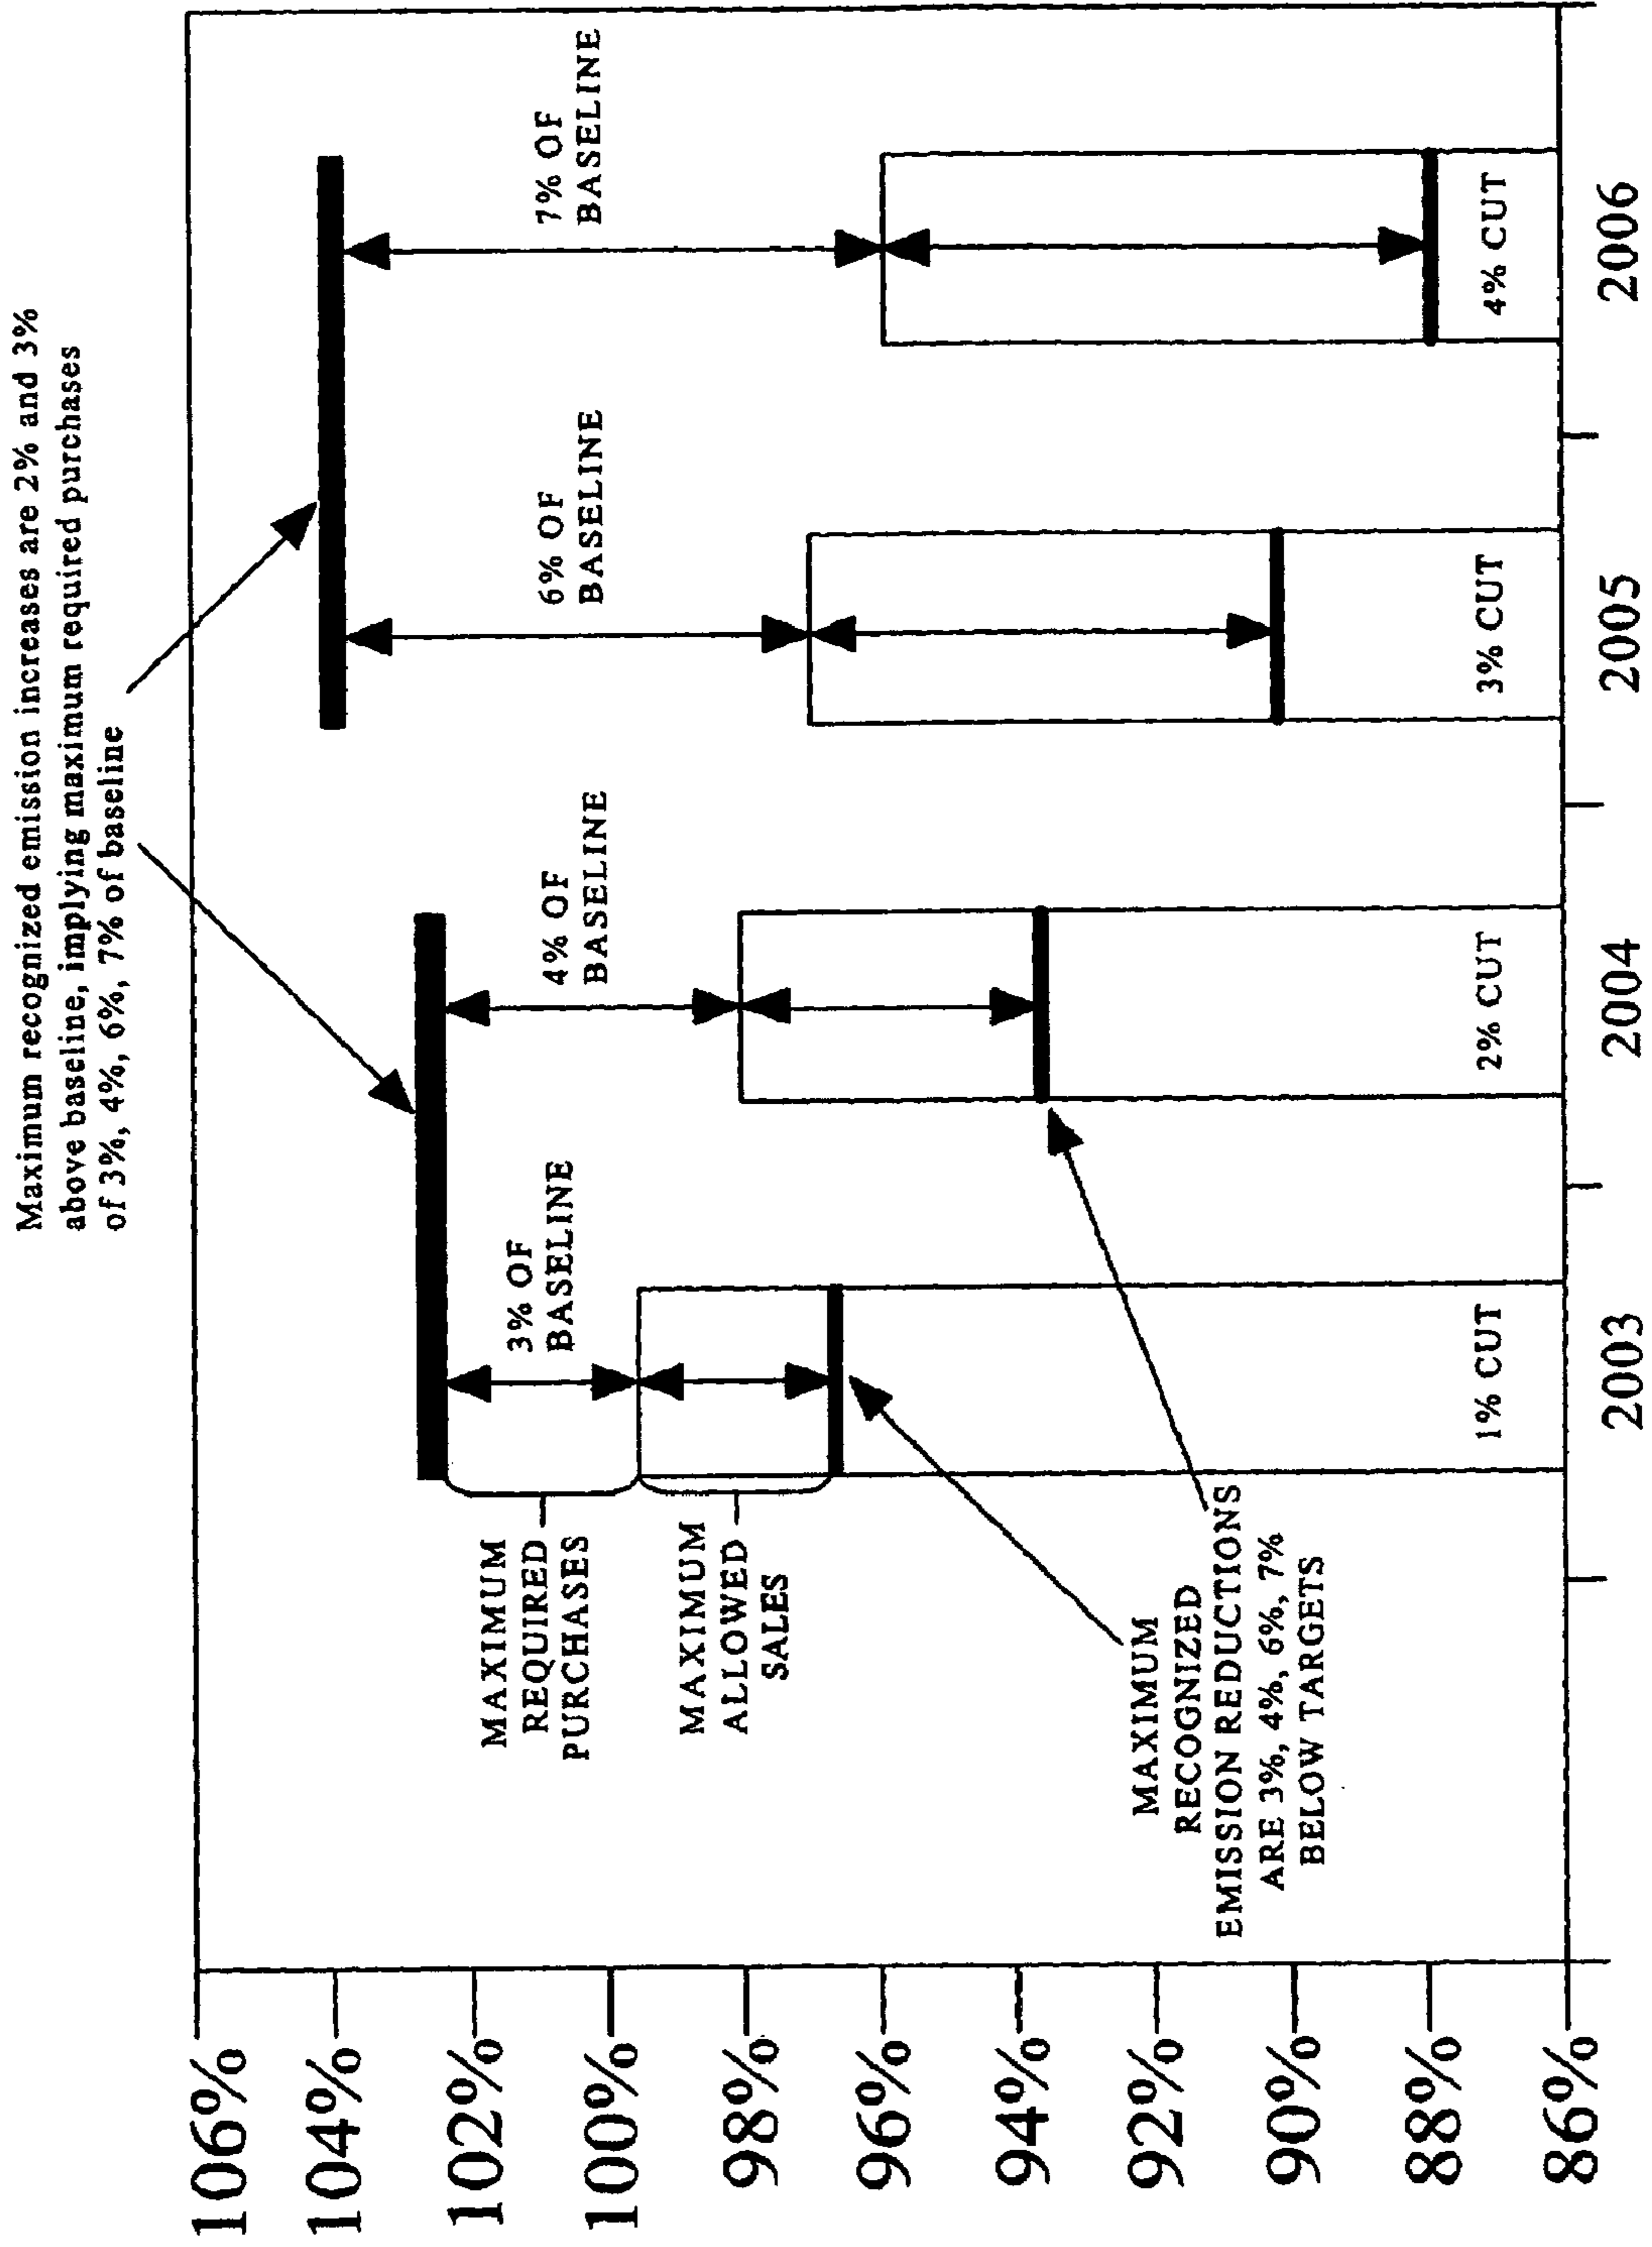 Maximum recognized emission increases are 2% and 3%
above baseline, implying maximum required purchases
of 3%, 4%, 6%, 7% of baseline
106%
104%
102%
100%
98%
96%
94%
92%
90%
88%
86%
MAXIMUM
REQUIRED
PURCHASES
MAXIMUM
ALLOWED
SALES
MAXIMUM
RECOGNIZED
EMISSION REDUCTIONS
ARE 3%, 4%, 6%, 7%
BELOW TARGETS
3% OF
BASELINE
4% OF
BASELINE
6% OF
BASELINE
7% OF
BASELINE
1% CUT
2% CUT
3% CUT
4% CUT
2003
2004
2005
2006